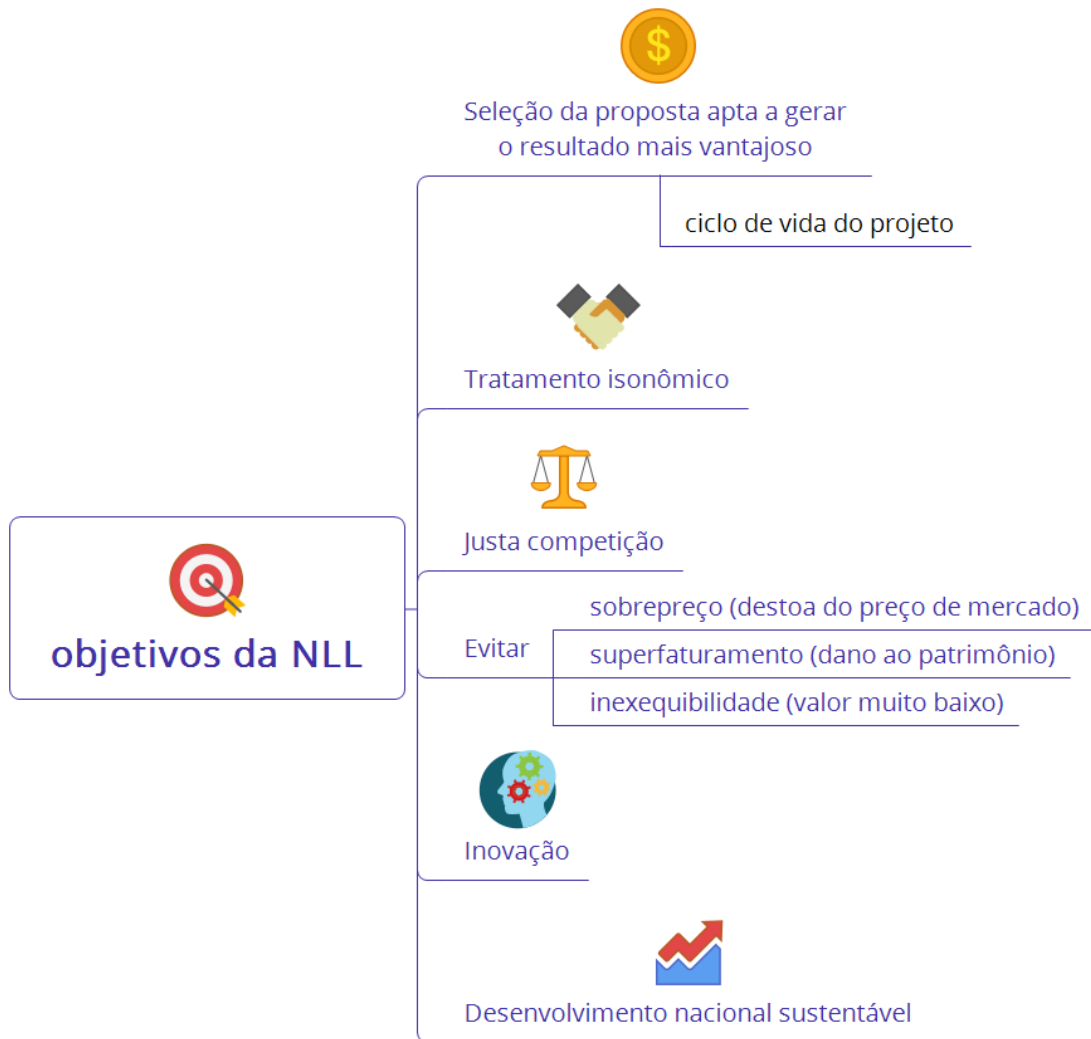 Seleção da proposta apta a gerar
o resultado mais vantajoso
ciclo de vida do projeto
Tratamento isonômico
Justa competição
objetivos da NLL
Evitar
sobrepreço (destoa do preço de mercado)
superfaturamento (dano ao patrimônio)
inexequibilidade (valor muito baixo)
Inovação
Desenvolvimento nacional sustentável